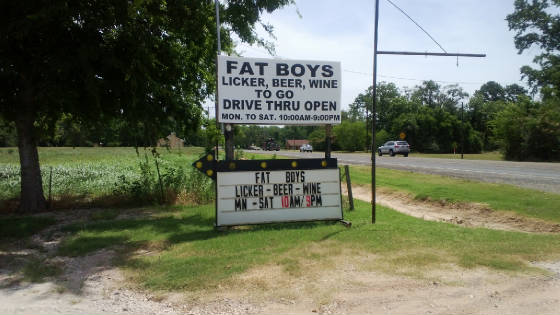 FAT BOYS
LICKER, BEER, WINE
TO GO
DRIVE THRU OPEN
MON. TO SAT. 10:00AM-9:00PM
FAT BOYS
LICKER-BEER-WINE
MN-SAT 10AM/9PM